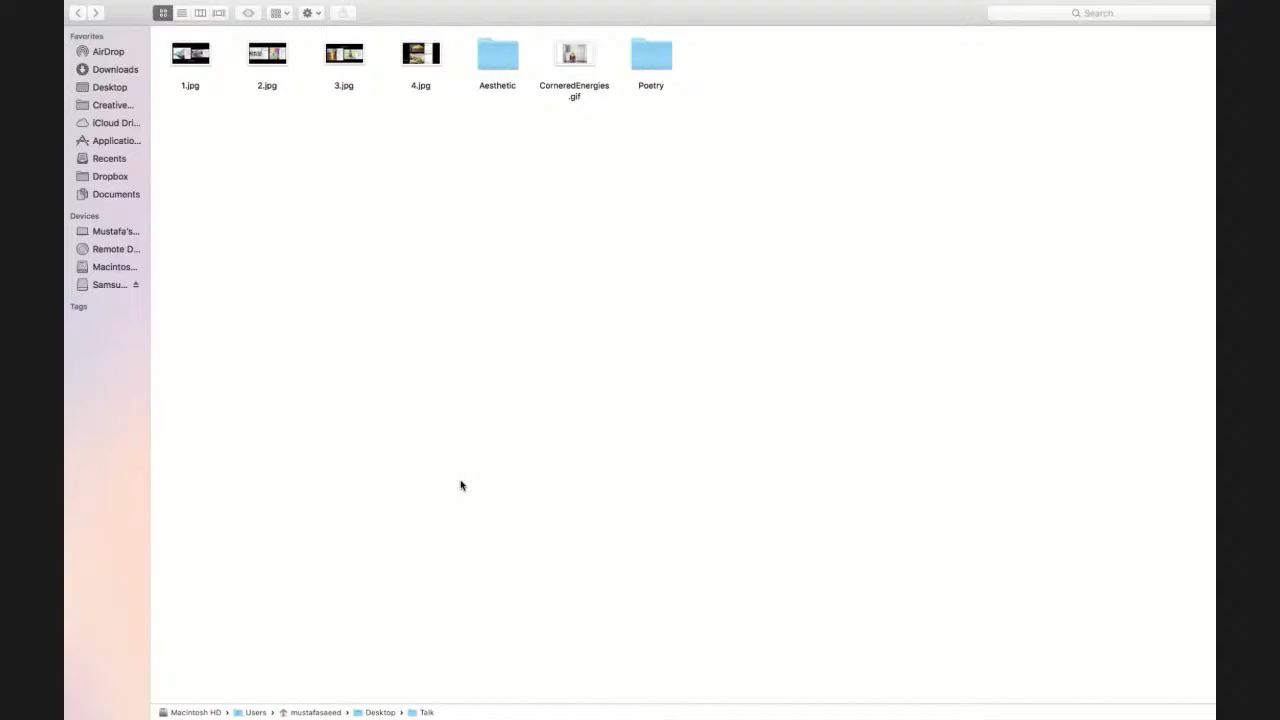 Search
Favorites
AirDrop
Downloads
Desktop
Creative...
iCloud Dri...
Applicatio...
Recents
Dropbox
Documents
Devices
Mustafa's...
Remote D...
Macintos...
Samsu...
Tags
1.jpg
2.jpg
3.jpg
4.jpg
Aesthetic
CorneredEnergies
.gif
Poetry
Macintosh HD › Users › mustafasaeed › Desktop › Talk